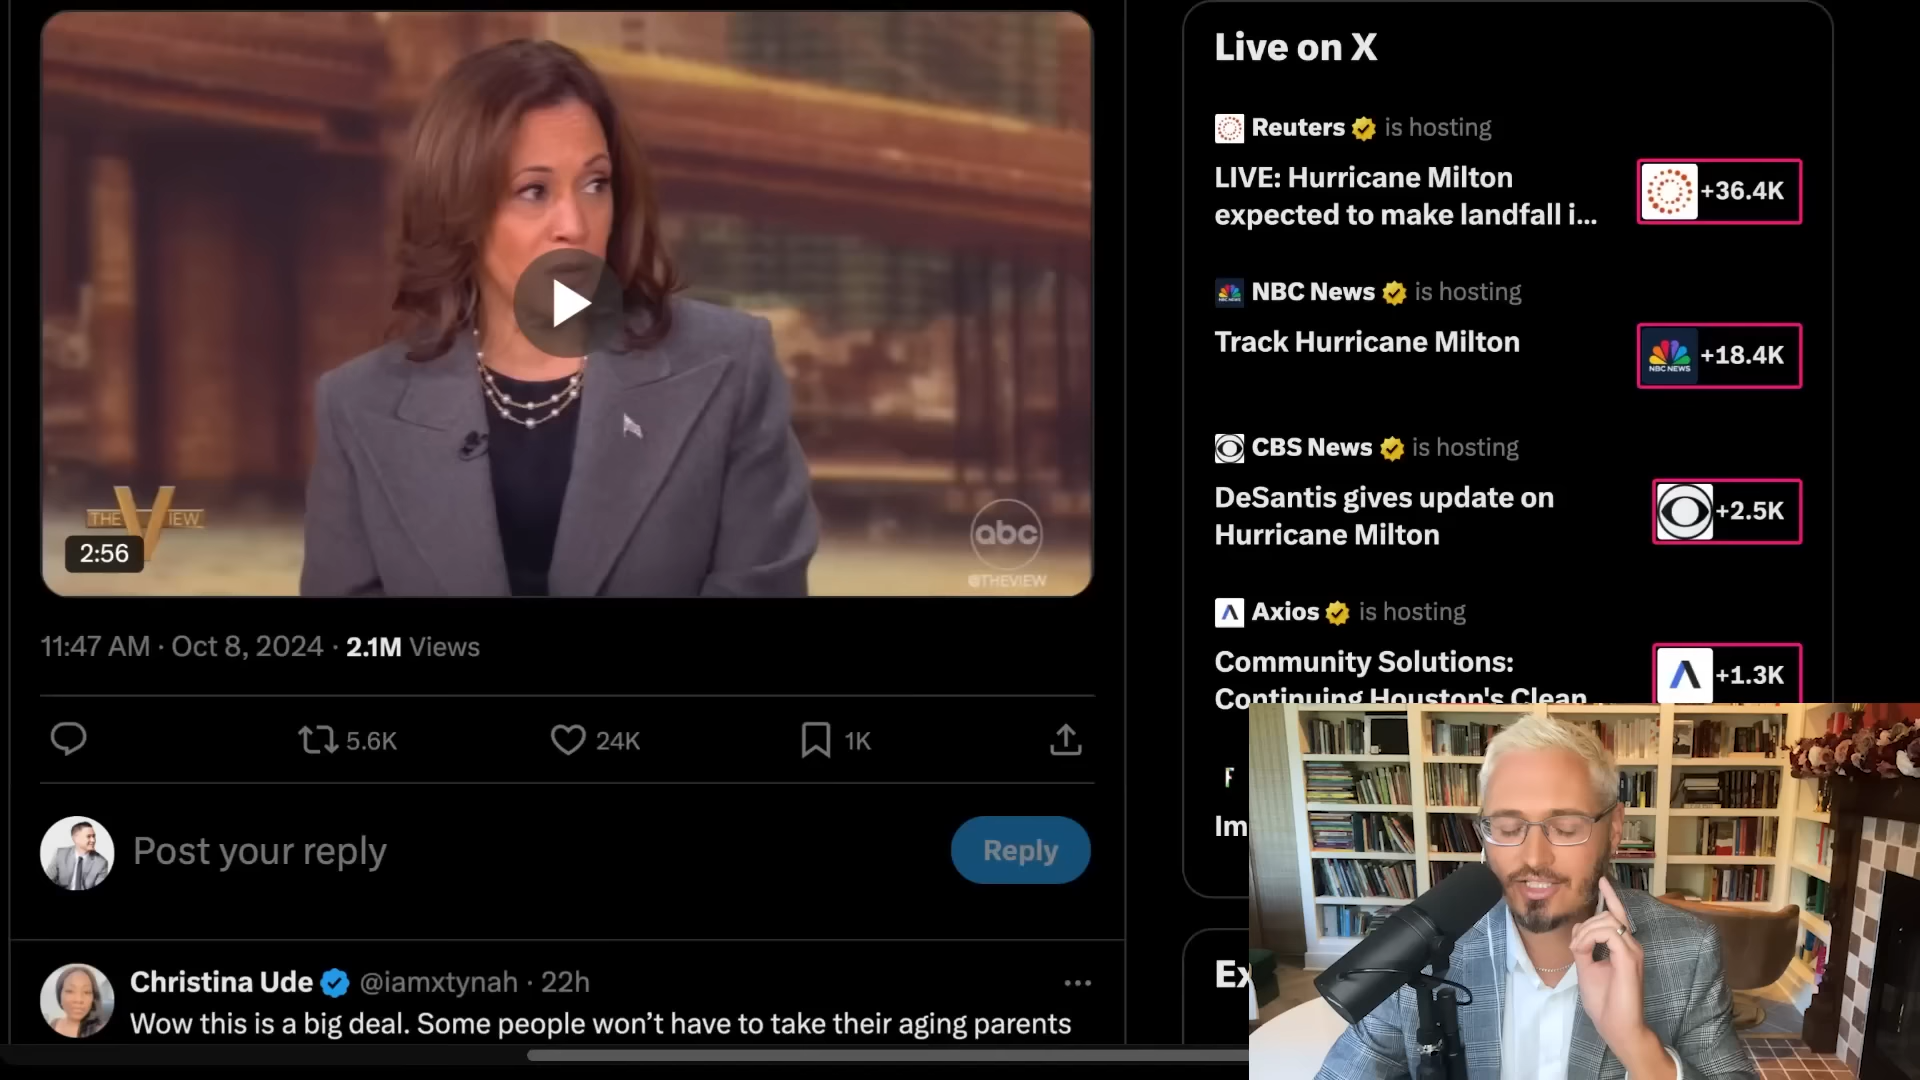 THE VIEW
2:56
abc
@THEVIEW
11:47 AM · Oct 8, 2024 · 2.1M Views
5.6K
24K
1K
Post your reply
Reply
Christina Ude @iamxtynah · 22h
Wow this is a big deal. Some people won’t have to take their aging parents
Live on X
Reuters is hosting
LIVE: Hurricane Milton
expected to make landfall i...
+36.4K
NBC News is hosting
Track Hurricane Milton
NBC NEWS
+18.4K
CBS News is hosting
DeSantis gives update on
Hurricane Milton
+2.5K
Axios is hosting
Community Solutions:
Continuing Houston's Clean...
+1.3K
F
Im
Ex